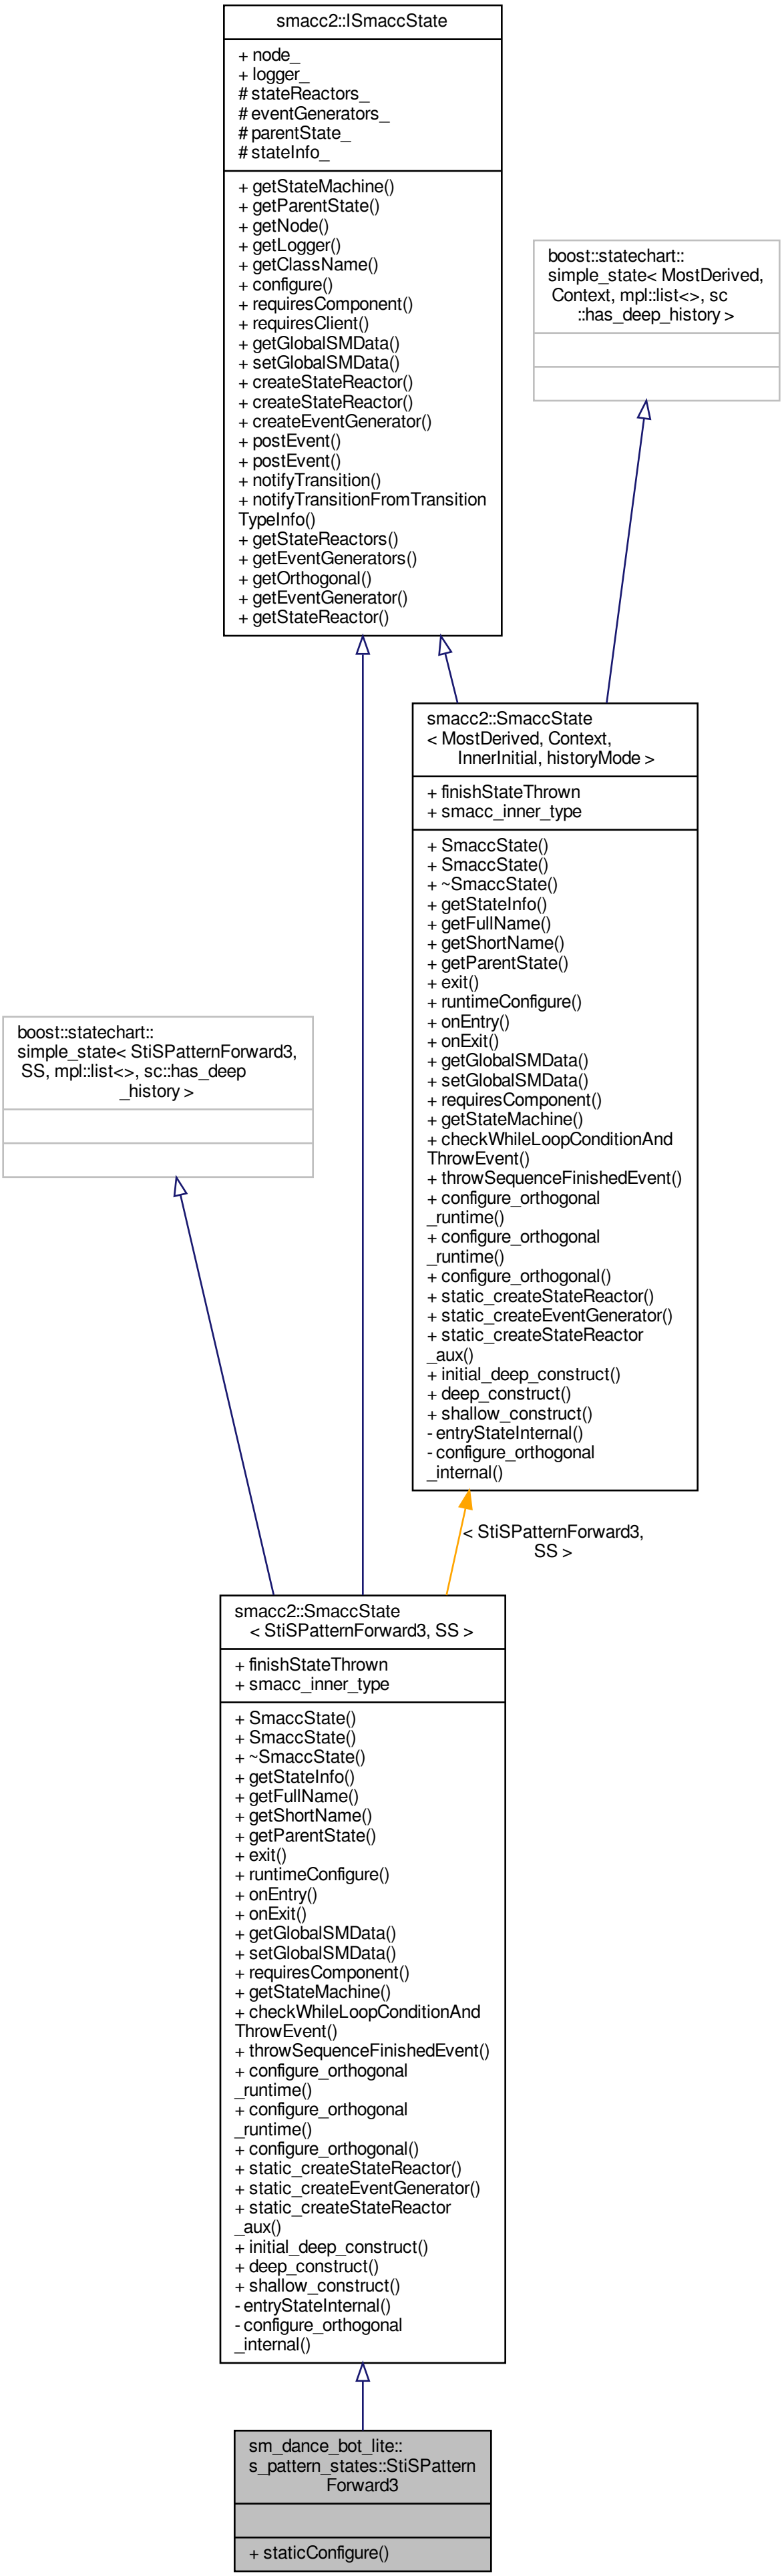 smacc2::ISmaccState
+ node_
+ logger_
# stateReactors_
# eventGenerators_
# parentState_
# stateInfo_
+ getStateMachine()
+ getParentState()
+ getNode()
+ getLogger()
+ getClassName()
+ configure()
+ requiresComponent()
+ requiresClient()
+ getGlobalSMData()
+ setGlobalSMData()
+ createStateReactor()
+ createStateReactor()
+ createEventGenerator()
+ postEvent()
+ postEvent()
+ notifyTransition()
+ notifyTransitionFromTransition
TypeInfo()
+ getStateReactors()
+ getEventGenerators()
+ getOrthogonal()
+ getEventGenerator()
+ getStateReactor()
boost::statechart::
simple_state< MostDerived,
Context, mpl::list<>, sc
::has_deep_history >
smacc2::SmaccState
< MostDerived, Context,
InnerInitial, historyMode >
+ finishStateThrown
+ smacc_inner_type
+ SmaccState()
+ SmaccState()
+ ~SmaccState()
+ getStateInfo()
+ getFullName()
+ getShortName()
+ getParentState()
+ exit()
+ runtimeConfigure()
+ onEntry()
+ onExit()
+ getGlobalSMData()
+ setGlobalSMData()
+ requiresComponent()
+ getStateMachine()
+ checkWhileLoopConditionAnd
ThrowEvent()
+ throwSequenceFinishedEvent()
+ configure_orthogonal
_runtime()
+ configure_orthogonal
_runtime()
+ configure_orthogonal()
+ static_createStateReactor()
+ static_createEventGenerator()
+ static_createStateReactor
_aux()
+ initial_deep_construct()
+ deep_construct()
+ shallow_construct()
- entryStateInternal()
- configure_orthogonal
_internal()
boost::statechart::
simple_state< StiSPatternForward3,
SS, mpl::list<>, sc::has_deep
_history >
< StiSPatternForward3,
SS >
smacc2::SmaccState
< StiSPatternForward3, SS >
+ finishStateThrown
+ smacc_inner_type
+ SmaccState()
+ SmaccState()
+ ~SmaccState()
+ getStateInfo()
+ getFullName()
+ getShortName()
+ getParentState()
+ exit()
+ runtimeConfigure()
+ onEntry()
+ onExit()
+ getGlobalSMData()
+ setGlobalSMData()
+ requiresComponent()
+ getStateMachine()
+ checkWhileLoopConditionAnd
ThrowEvent()
+ throwSequenceFinishedEvent()
+ configure_orthogonal
_runtime()
+ configure_orthogonal
_runtime()
+ configure_orthogonal()
+ static_createStateReactor()
+ static_createEventGenerator()
+ static_createStateReactor
_aux()
+ initial_deep_construct()
+ deep_construct()
+ shallow_construct()
- entryStateInternal()
- configure_orthogonal
_internal()
sm_dance_bot_lite::
s_pattern_states::StiSPattern
Forward3
+ staticConfigure()